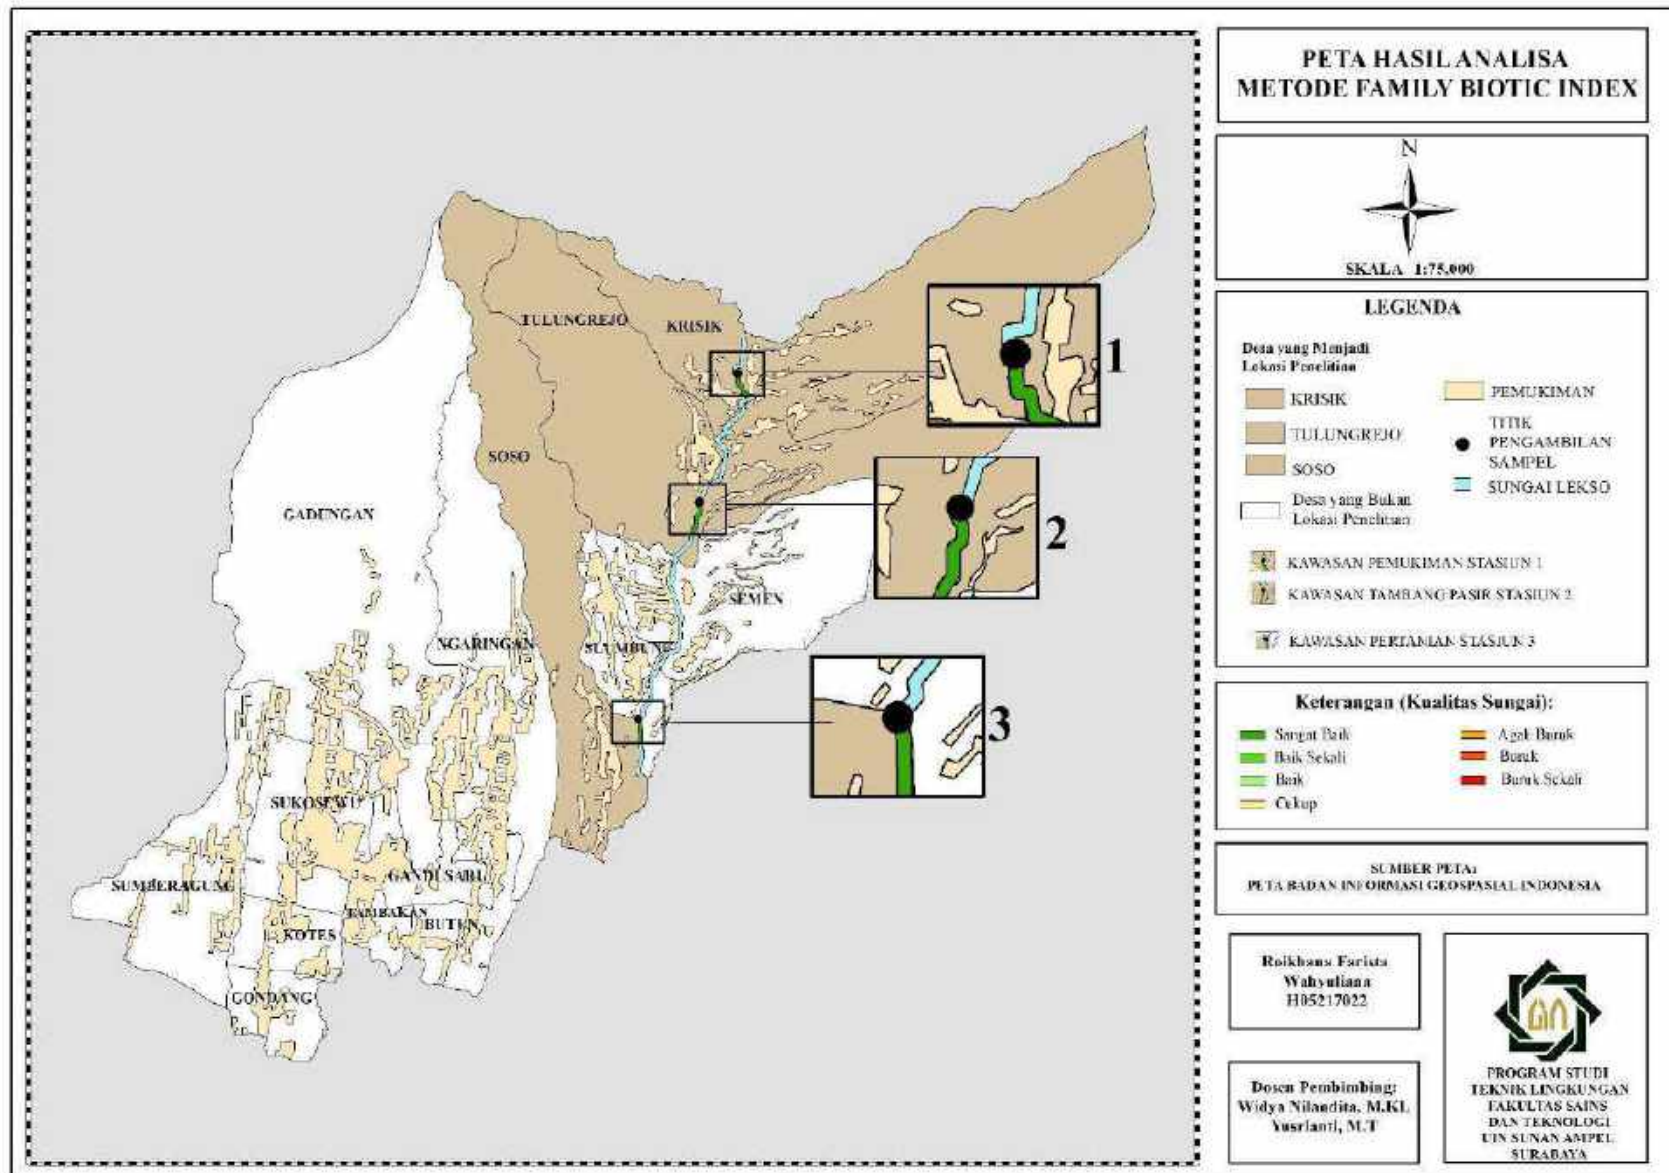 PETA HASIL ANALISA
METODE FAMILY BIOTIC INDEX
N
SKALA 1:75,000
LEGENDA
Desa yang Menjadi
Lokasi Penelitian
KRISIK
TULUNGREJO
SOSO
Desa yang Bukan
Lokasi Penelitian
PEMUKIMAN
TITIK
PENGAMBILAN
SAMPEL
SUNGAI LEKSO
KAWASAN PEMUKIMAN STASIUN 1
KAWASAN TAMBANG PASIR STASIUN 2
KAWASAN PERTANIAN STASIUN 3
Keterangan (Kualitas Sungai):
Sangat Baik
Baik Sekali
Baik
Cukup
Agak Buruk
Buruk
Buruk Sekali
SUMBER PETA:
PETA BADAN INFORMASI GEOSPASIAL INDONESIA
Roikhana Farista
Wahyuliana
H05217022
Dosen Pembimbing:
Widya Nilandita, M.KL
Yusrianti, M.T
PROGRAM STUDI
TEKNIK LINGKUNGAN
FAKULTAS SAINS
DAN TEKNOLOGI
UIN SUNAN AMPEL
SURABAYA
TULUNGREJO
KRISIK
1
SOSO
GADUNGAN
2
SEMEN
NGARINGAN
3
SUKOSEWU
SUMBERAGUNG
GANDUSARI
TAMBAKAN
BUTUN
KOTES
GONDANG